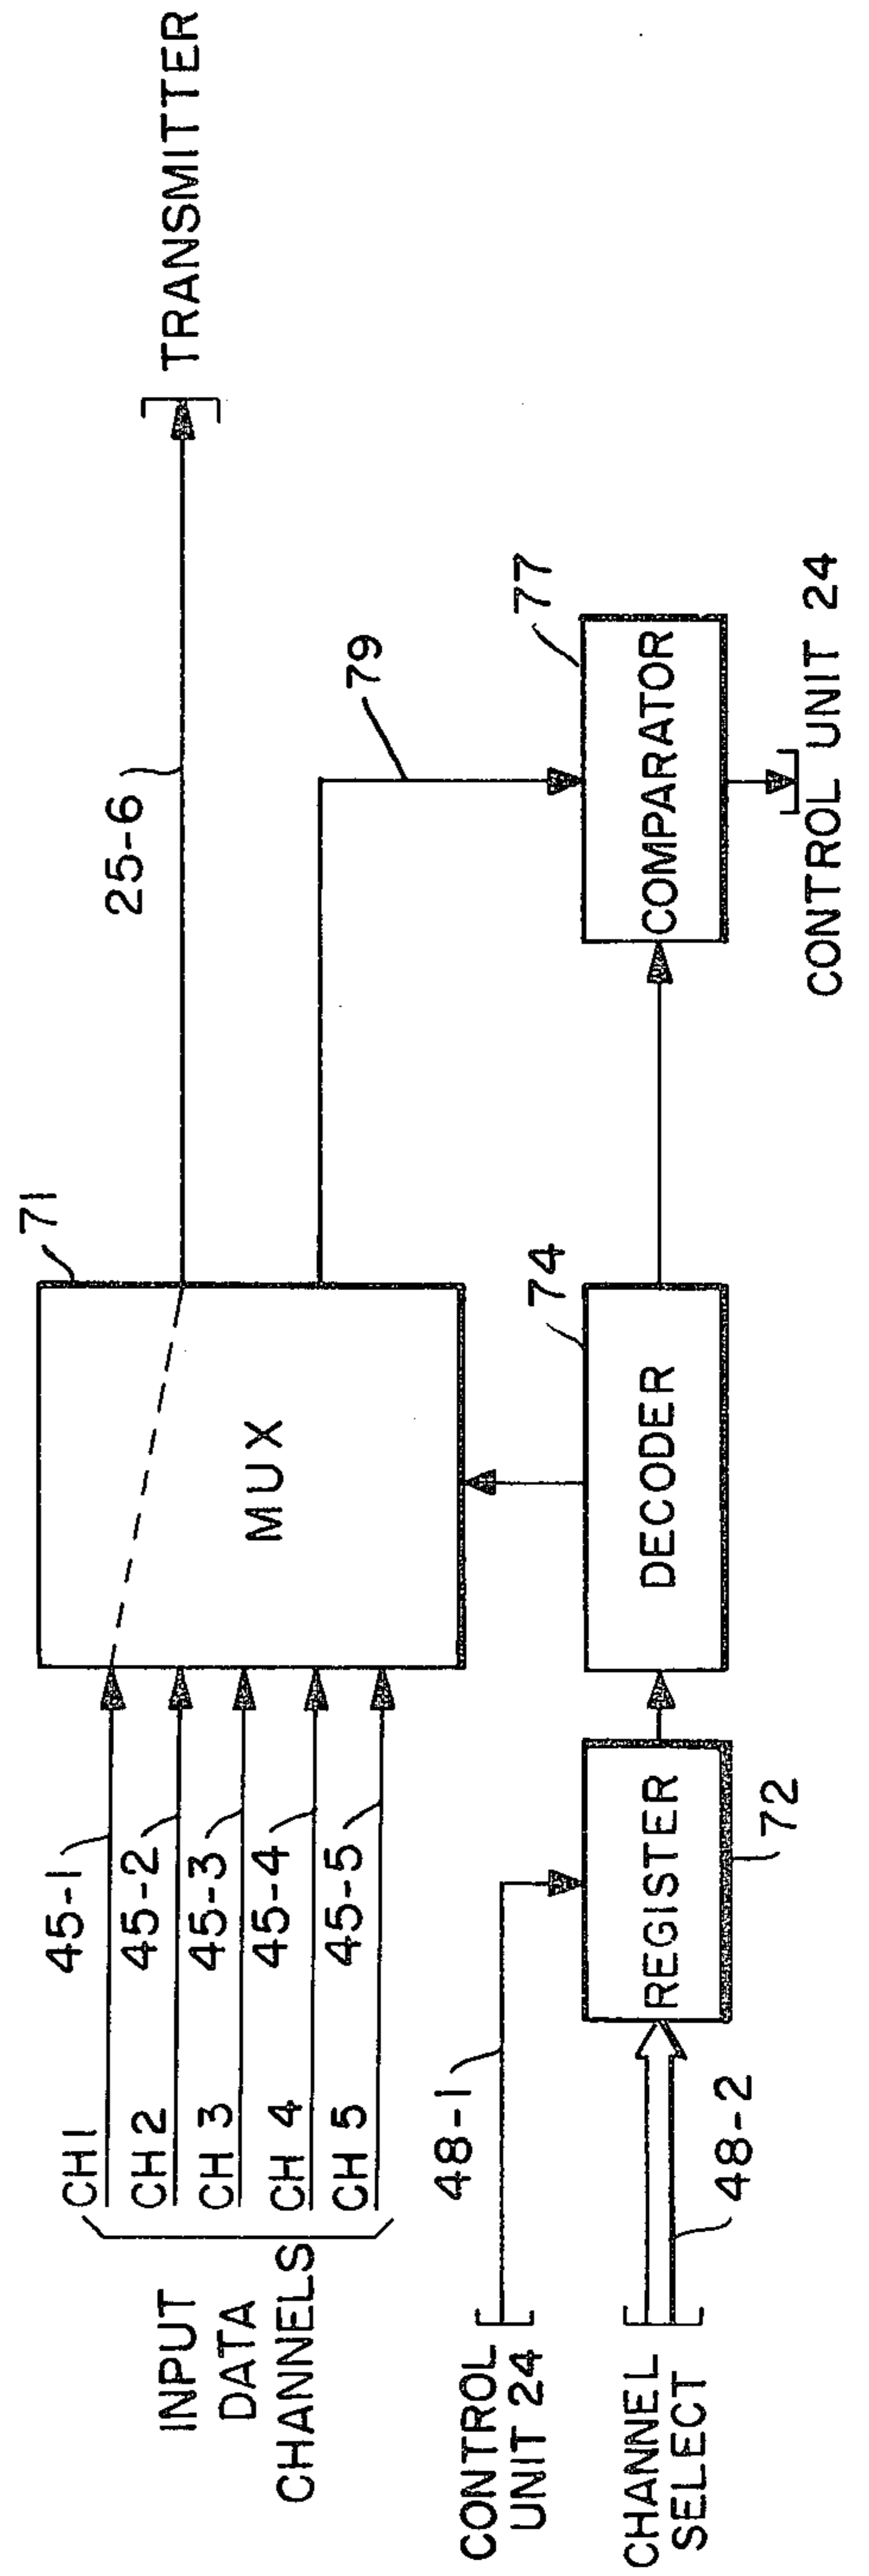 CH1
45-1
CH 2
45-2
CH 3
45-3
CH 4
45-4
CH 5
45-5
INPUT
DATA
CHANNELS
MUX
71
25-6
TRANSMITTER
79
CONTROL
UNIT 24
48-1
CHANNEL
SELECT
48-2
REGISTER
72
DECODER
74
COMPARATOR
77
CONTROL UNIT 24